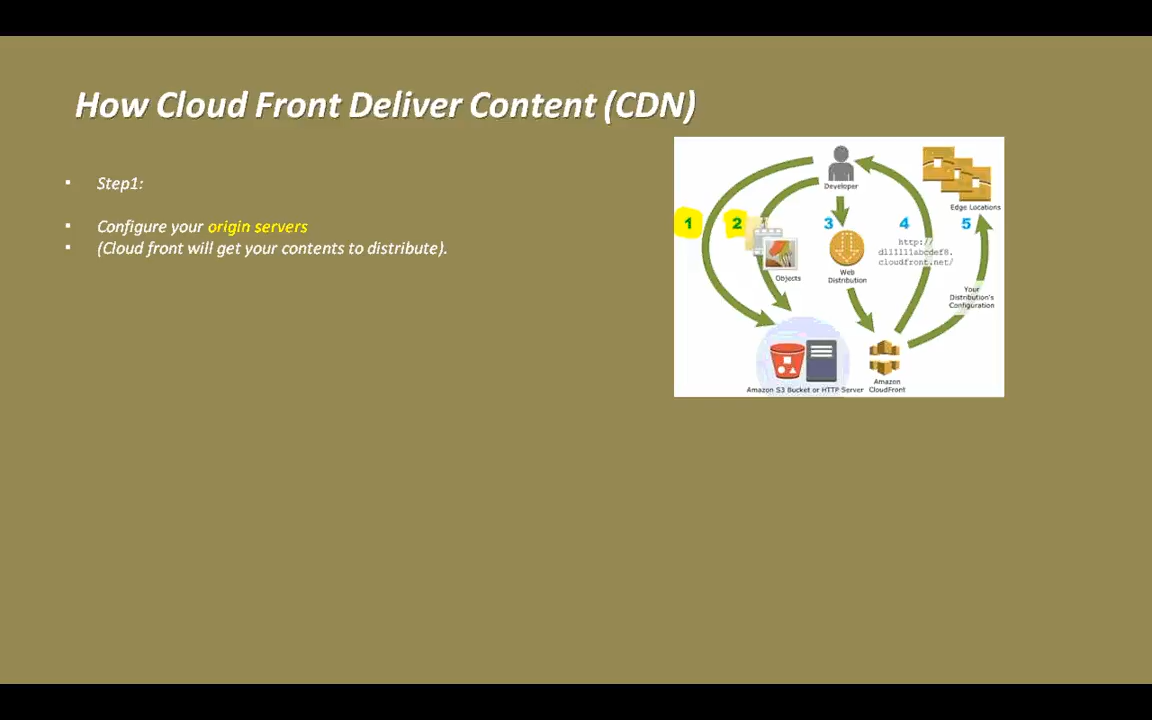 How Cloud Front Deliver Content (CDN)
Step1:
Configure your origin servers
(Cloud front will get your contents to distribute).
Developer
Edge Locations
1
2
3
4
5
http://
d111111abcdef8.
cloudfront.net/
Objects
Web
Distribution
Your
Distribution's
Configuration
Amazon S3 Bucket or HTTP Server
Amazon
CloudFront